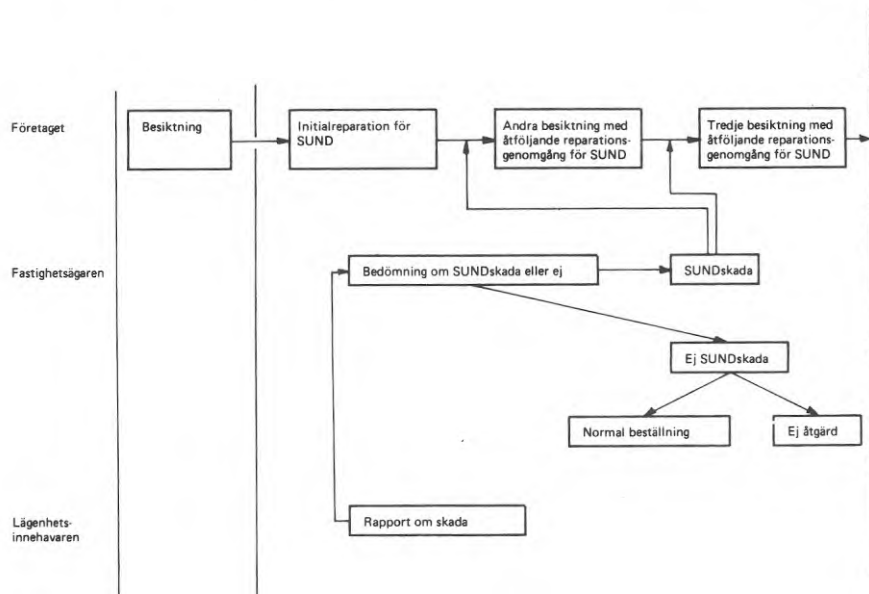 Företaget
Besiktning
Initialreparation för
SUND
Andra besiktning med
åtföljande reparations-
genomgång för SUND
Tredje besiktning med
åtföljande reparations-
genomgång för SUND
Fastighetsägaren
Bedömning om SUNDskada eller ej
SUNDskada
Ej SUNDskada
Normal beställning
Ej åtgärd
Lägenhets-
innehavaren
Rapport om skada